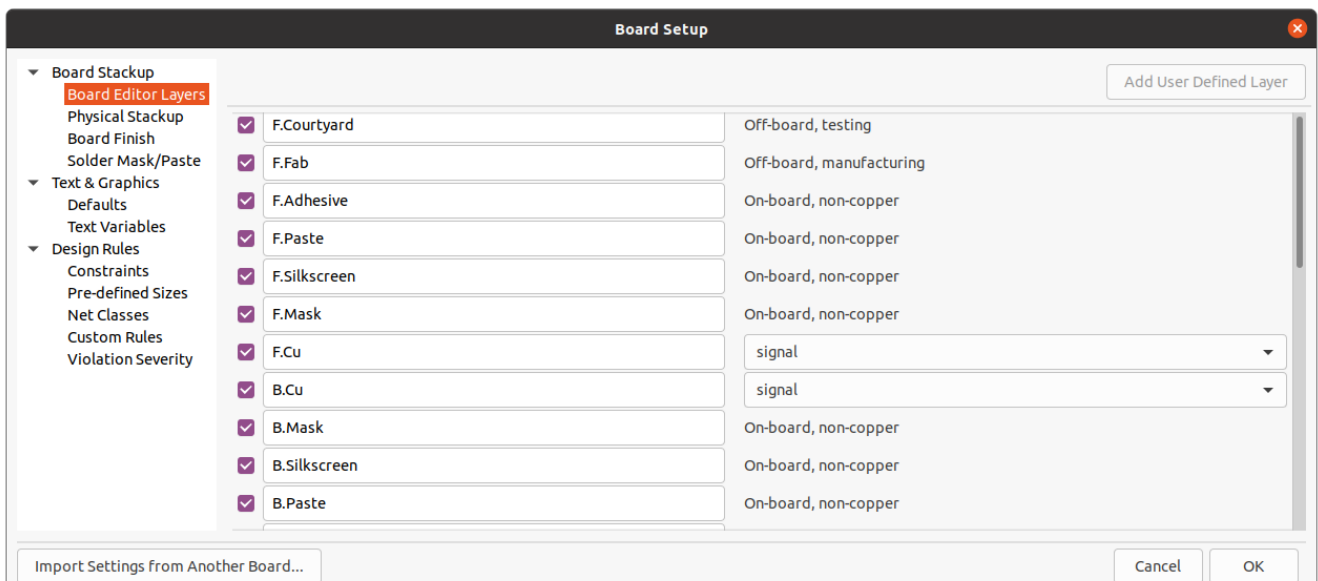 Board Setup
Board Stackup
Board Editor Layers
Physical Stackup
Board Finish
Solder Mask/Paste
Text & Graphics
Defaults
Text Variables
Design Rules
Constraints
Pre-defined Sizes
Net Classes
Custom Rules
Violation Severity
Add User Defined Layer
F.Courtyard Off-board, testing
F.Fab Off-board, manufacturing
F.Adhesive On-board, non-copper
F.Paste On-board, non-copper
F.Silkscreen On-board, non-copper
F.Mask On-board, non-copper
F.Cu signal
B.Cu signal
B.Mask On-board, non-copper
B.Silkscreen On-board, non-copper
B.Paste On-board, non-copper
Import Settings from Another Board... Cancel OK